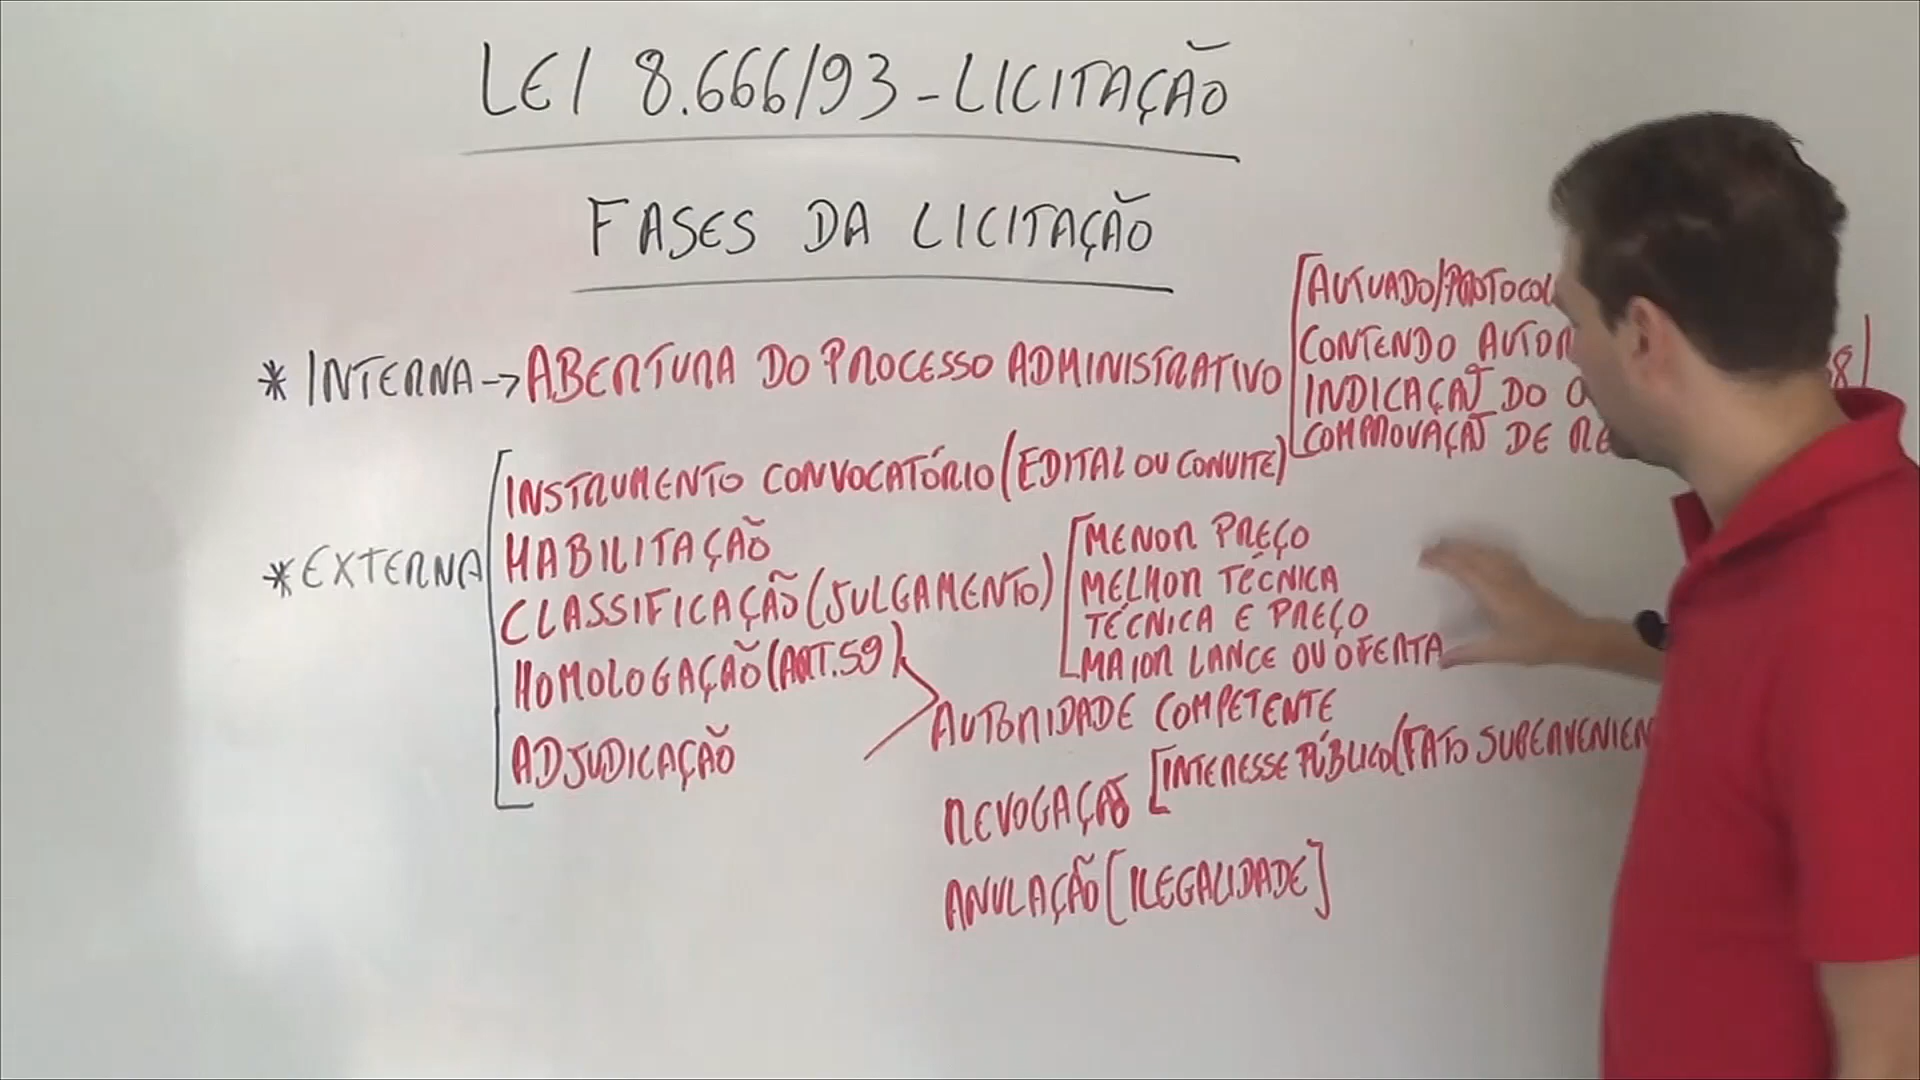 LEI 8.666/93 - LICITAÇÃO
FASES DA LICITAÇÃO
* INTERNA -> ABERTURA DO PROCESSO ADMINISTRATIVO
[AUTUADO/PROTOCOL
CONTENDO AUTOR
INDICAÇÃO DO O
COMPROVAÇÃO DE RE
8)
* EXTERNA
[INSTRUMENTO CONVOCATÓRIO (EDITAL OU CONVITE)
HABILITAÇÃO
CLASSIFICAÇÃO (JULGAMENTO)
[MENOR PREÇO
MELHOR TÉCNICA
TÉCNICA E PREÇO
MAIOR LANCE OU OFERTA
HOMOLOGAÇÃO (ART.59)
ADJUDICAÇÃO
AUTORIDADE COMPETENTE
REVOGAÇÃO [INTERESSE PÚBLICO (FATO SUPERVENIEN
ANULAÇÃO [ILEGALIDADE]